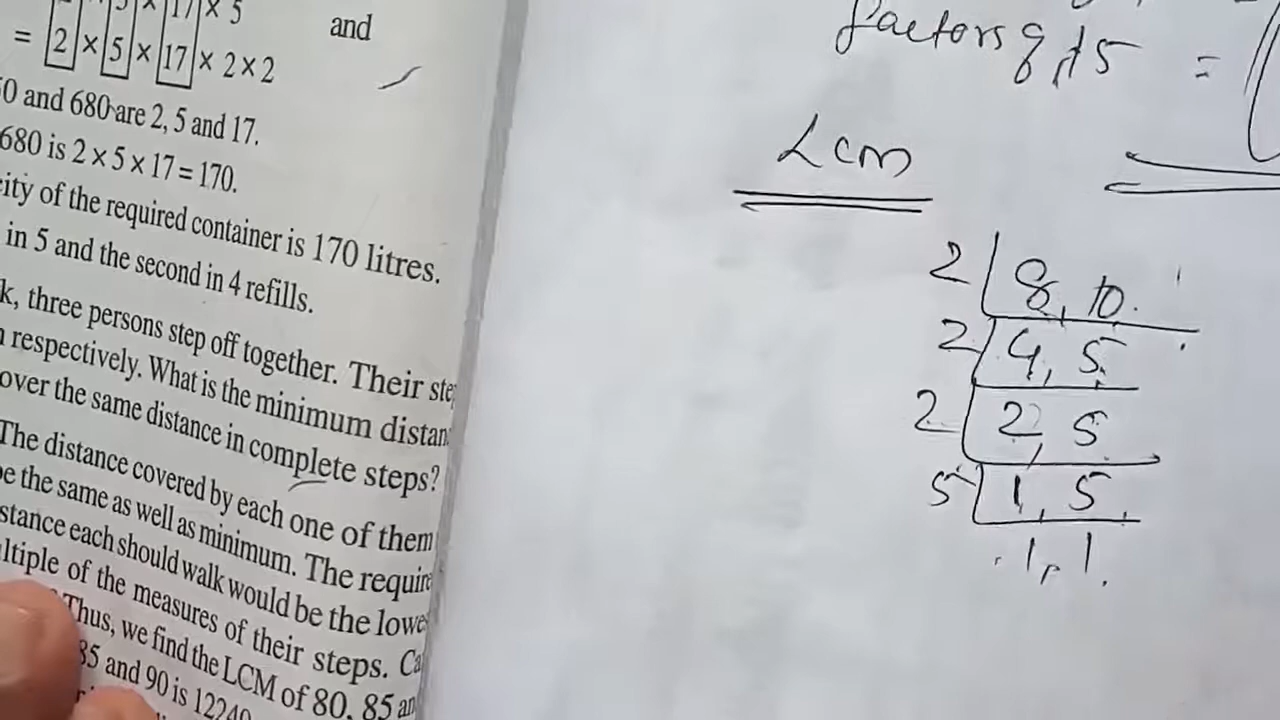 × 17 × 5 and
= 2 × 5 × 17 × 2 × 2
0 and 680 are 2, 5 and 17.
680 is 2 × 5 × 17 = 170.
city of the required container is 170 litres.
in 5 and the second in 4 refills.
k, three persons step off together. Their ste
respectively. What is the minimum distan
over the same distance in complete steps?
The distance covered by each one of them
be the same as well as minimum. The require
stance each should walk would be the lowe
ltiple of the measures of their steps. Ca
Thus, we find the LCM of 80, 85 an
85 and 90 is 12240
factors of 15 =
LCM
2 8, 10.
2 4, 5
2 2, 5
5 1, 5
1, 1.